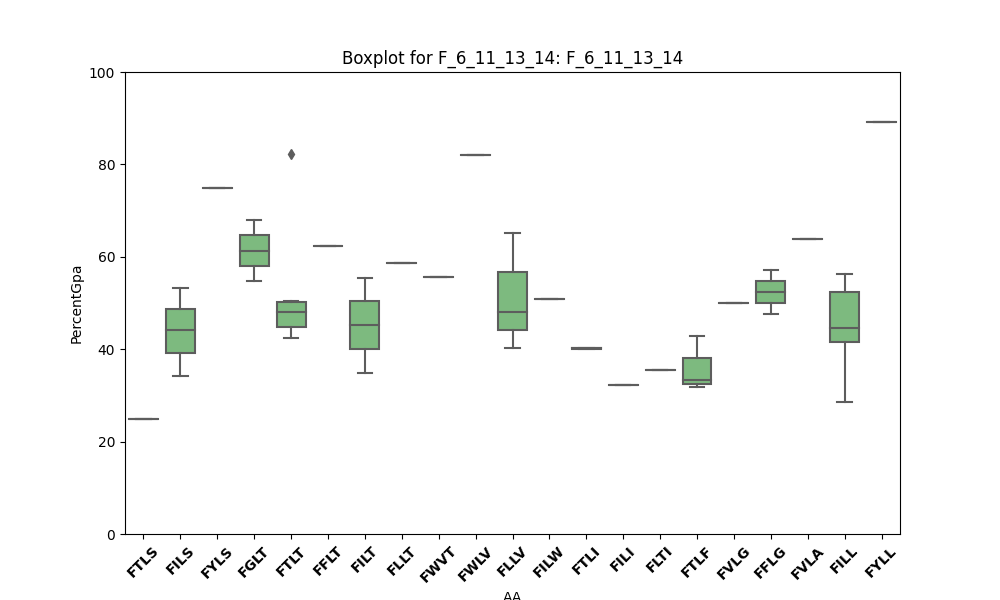 Boxplot for F_6_11_13_14: F_6_11_13_14
100
80
60
40
20
0
PercentGpa
FTLS FILS FYLS FGLT FTLT FFLT FILT FLLT FWVT FWLV FLLV FILW FTLI FILI FLTI FTLF FVLG FFLG FVLA FILL FYLL
AA